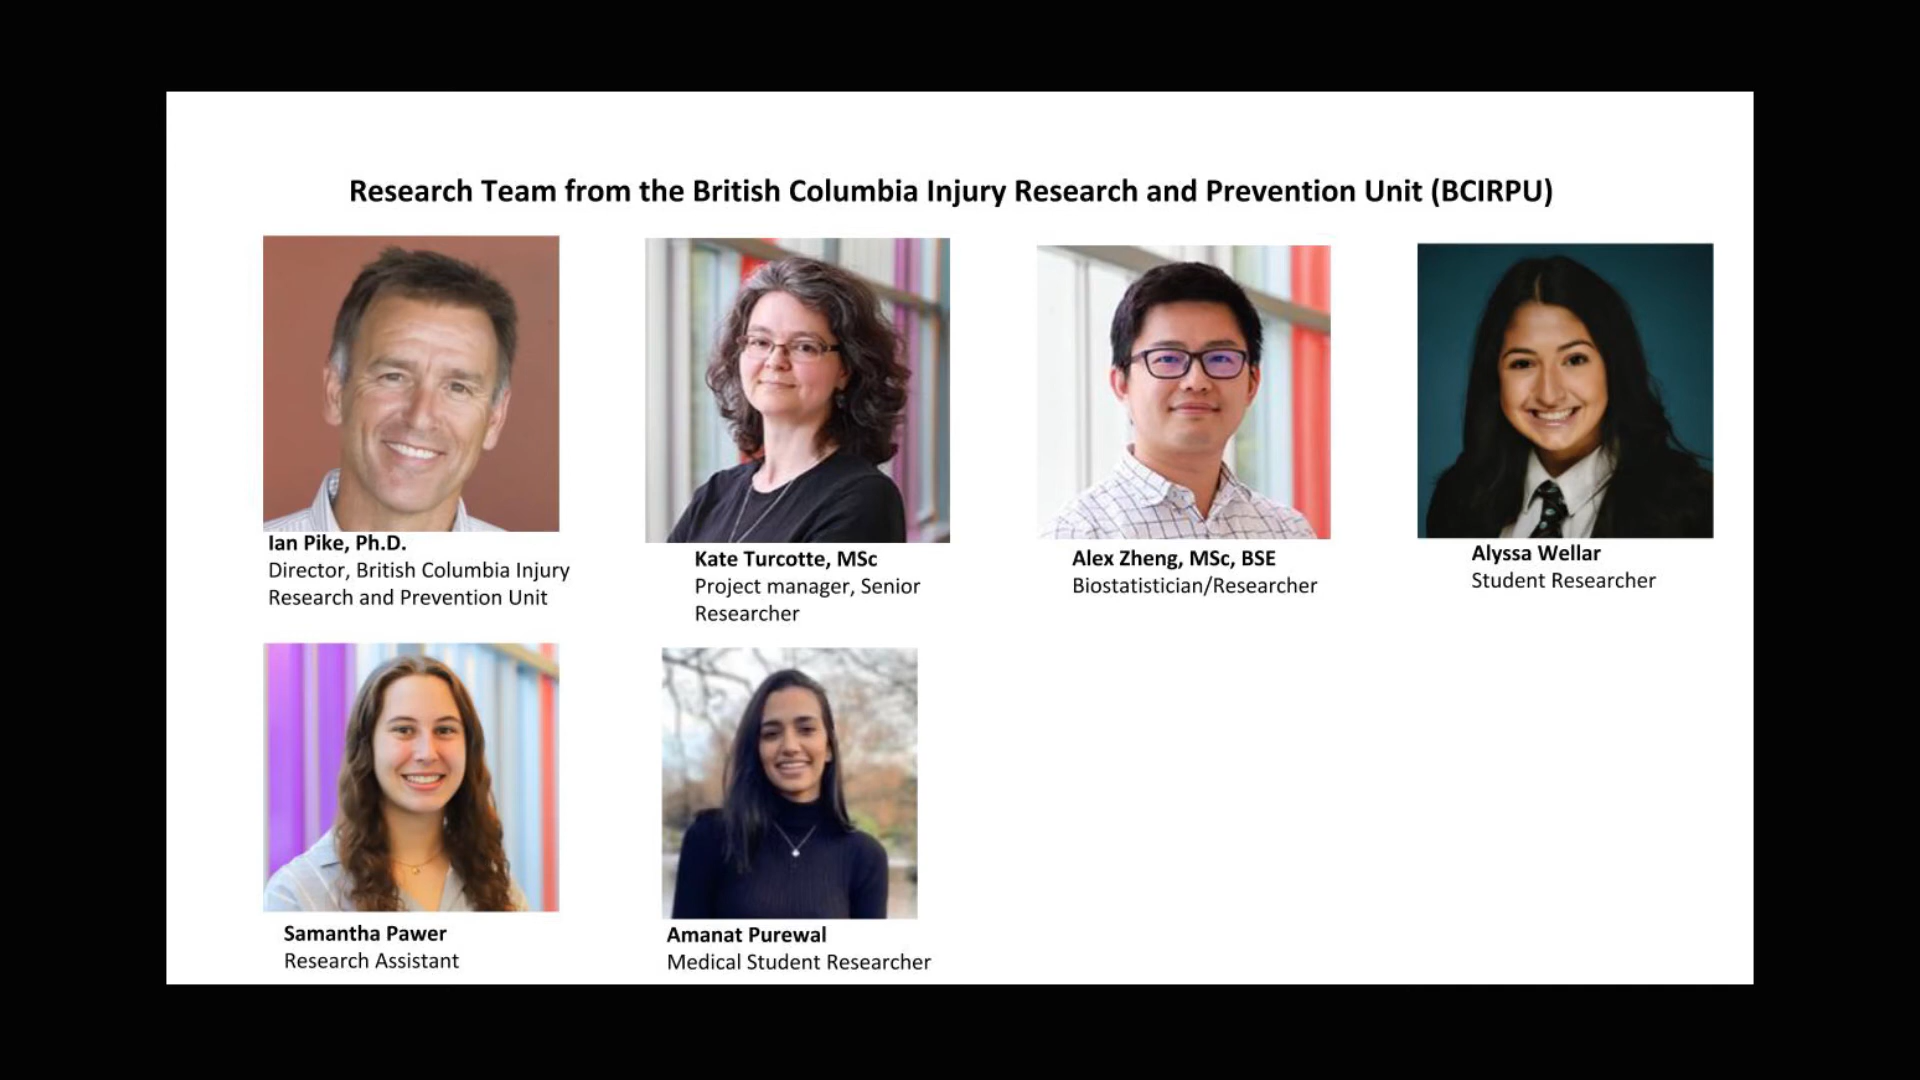 Research Team from the British Columbia Injury Research and Prevention Unit (BCIRPU)
Ian Pike, Ph.D.
Director, British Columbia Injury
Research and Prevention Unit
Kate Turcotte, MSc
Project manager, Senior
Researcher
Alex Zheng, MSc, BSE
Biostatistician/Researcher
Alyssa Wellar
Student Researcher
Samantha Pawer
Research Assistant
Amanat Purewal
Medical Student Researcher